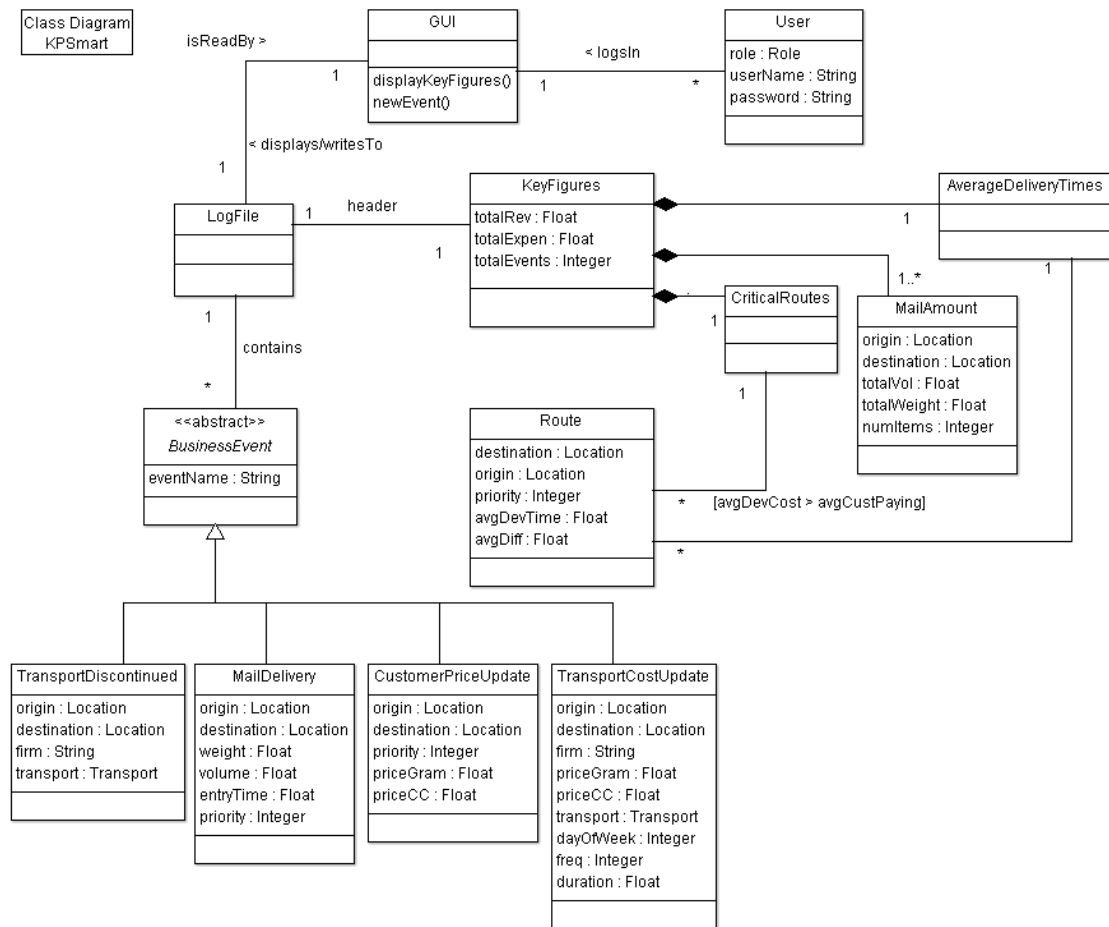 Class Diagram
KPSmart
GUI
displayKeyFigures()
newEvent()
User
role : Role
userName : String
password : String
isReadBy >
1
< logsIn
1
*
< displays/writesTo
1
LogFile
1
header
1
KeyFigures
totalRev : Float
totalExpen : Float
totalEvents : Integer
AverageDeliveryTimes
1
1
1..*
1
CriticalRoutes
1
MailAmount
origin : Location
destination : Location
totalVol : Float
totalWeight : Float
numItems : Integer
1
contains
*
<<abstract>>
BusinessEvent
eventName : String
Route
destination : Location
origin : Location
priority : Integer
avgDevTime : Float
avgDiff : Float
*
[avgDevCost > avgCustPaying]
*
TransportDiscontinued
origin : Location
destination : Location
firm : String
transport : Transport
MailDelivery
origin : Location
destination : Location
weight : Float
volume : Float
entryTime : Float
priority : Integer
CustomerPriceUpdate
origin : Location
destination : Location
priority : Integer
priceGram : Float
priceCC : Float
TransportCostUpdate
origin : Location
destination : Location
firm : String
priceGram : Float
priceCC : Float
transport : Transport
dayOfWeek : Integer
freq : Integer
duration : Float